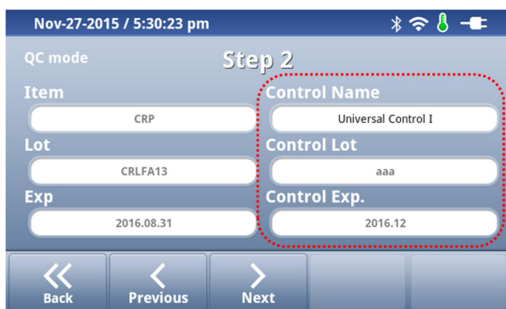 Nov-27-2015 / 5:30:23 pm
QC mode
Step 2
Item
Control Name
CRP
Universal Control I
Lot
Control Lot
CRLFA13
aaa
Exp
Control Exp.
2016.08.31
2016.12
Back
Previous
Next